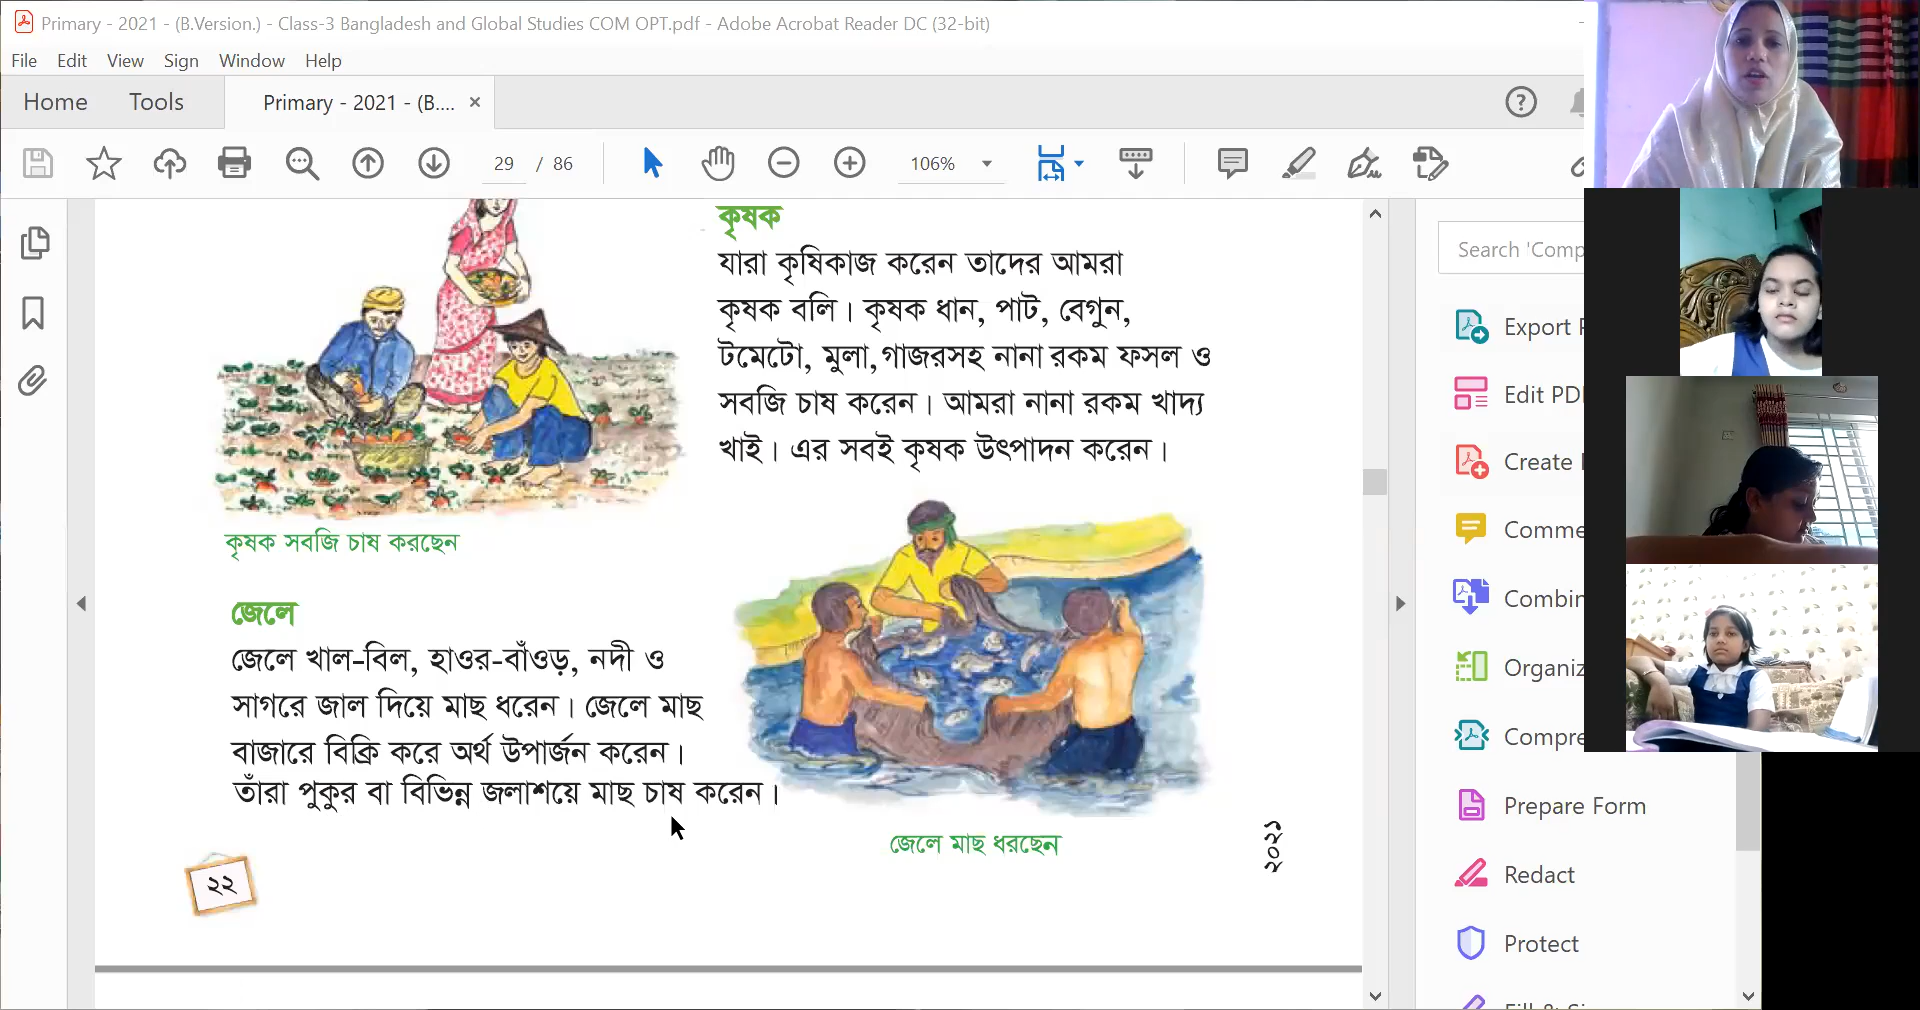 Primary - 2021 - (B.Version.) - Class-3 Bangladesh and Global Studies COM OPT.pdf - Adobe Acrobat Reader DC (32-bit)
File Edit View Sign Window Help
Home Tools Primary - 2021 - (B.... ×
29 / 86 106%
কৃষক
যারা কৃষিকাজ করেন তাদের আমরা
কৃষক বলি। কৃষক ধান, পাট, বেগুন,
টমেটো, মুলা,গাজরসহ নানা রকম ফসল ও
সবজি চাষ করেন। আমরা নানা রকম খাদ্য
খাই। এর সবই কৃষক উৎপাদন করেন।
কৃষক সবজি চাষ করছেন
জেলে
জেলে খাল-বিল, হাওর-বাঁওড়, নদী ও
সাগরে জাল দিয়ে মাছ ধরেন। জেলে মাছ
বাজারে বিক্রি করে অর্থ উপার্জন করেন।
তাঁরা পুকুর বা বিভিন্ন জলাশয়ে মাছ চাষ করেন।
জেলে মাছ ধরছেন
২২
২০২১
Search 'Comp
Export
Edit PD
Create
Comme
Combin
Organiz
Compre
Prepare Form
Redact
Protect